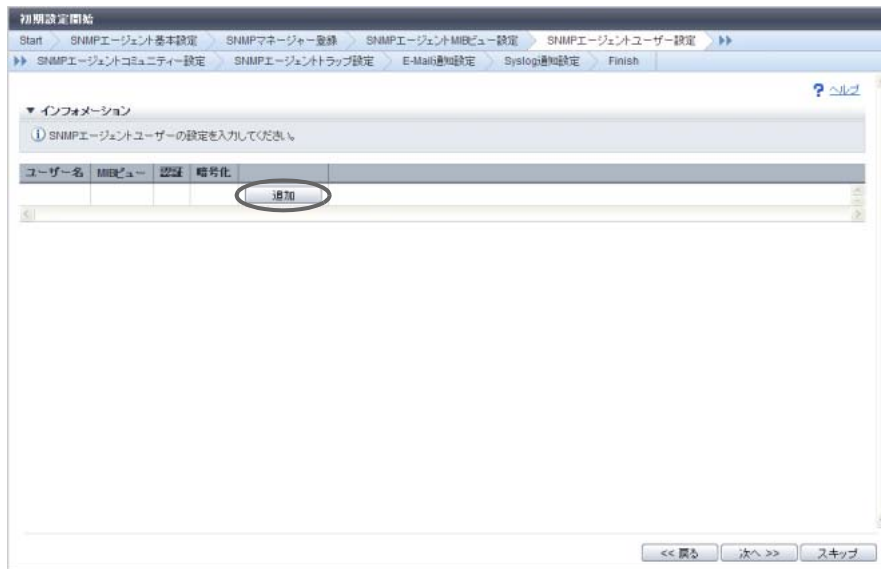 初期設定開始
Start SNMPエージェント基本設定 SNMPマネージャー登録 SNMPエージェントMIBビュー設定 SNMPエージェントユーザー設定
SNMPエージェントコミュニティー設定 SNMPエージェントトラップ設定 E-Mail通知設定 Syslog通知設定 Finish
? ヘルプ
▼ インフォメーション
SNMPエージェントユーザーの設定を入力してください。
ユーザー名 MIBビュー 認証 暗号化
追加
<< 戻る 次へ >> スキップ